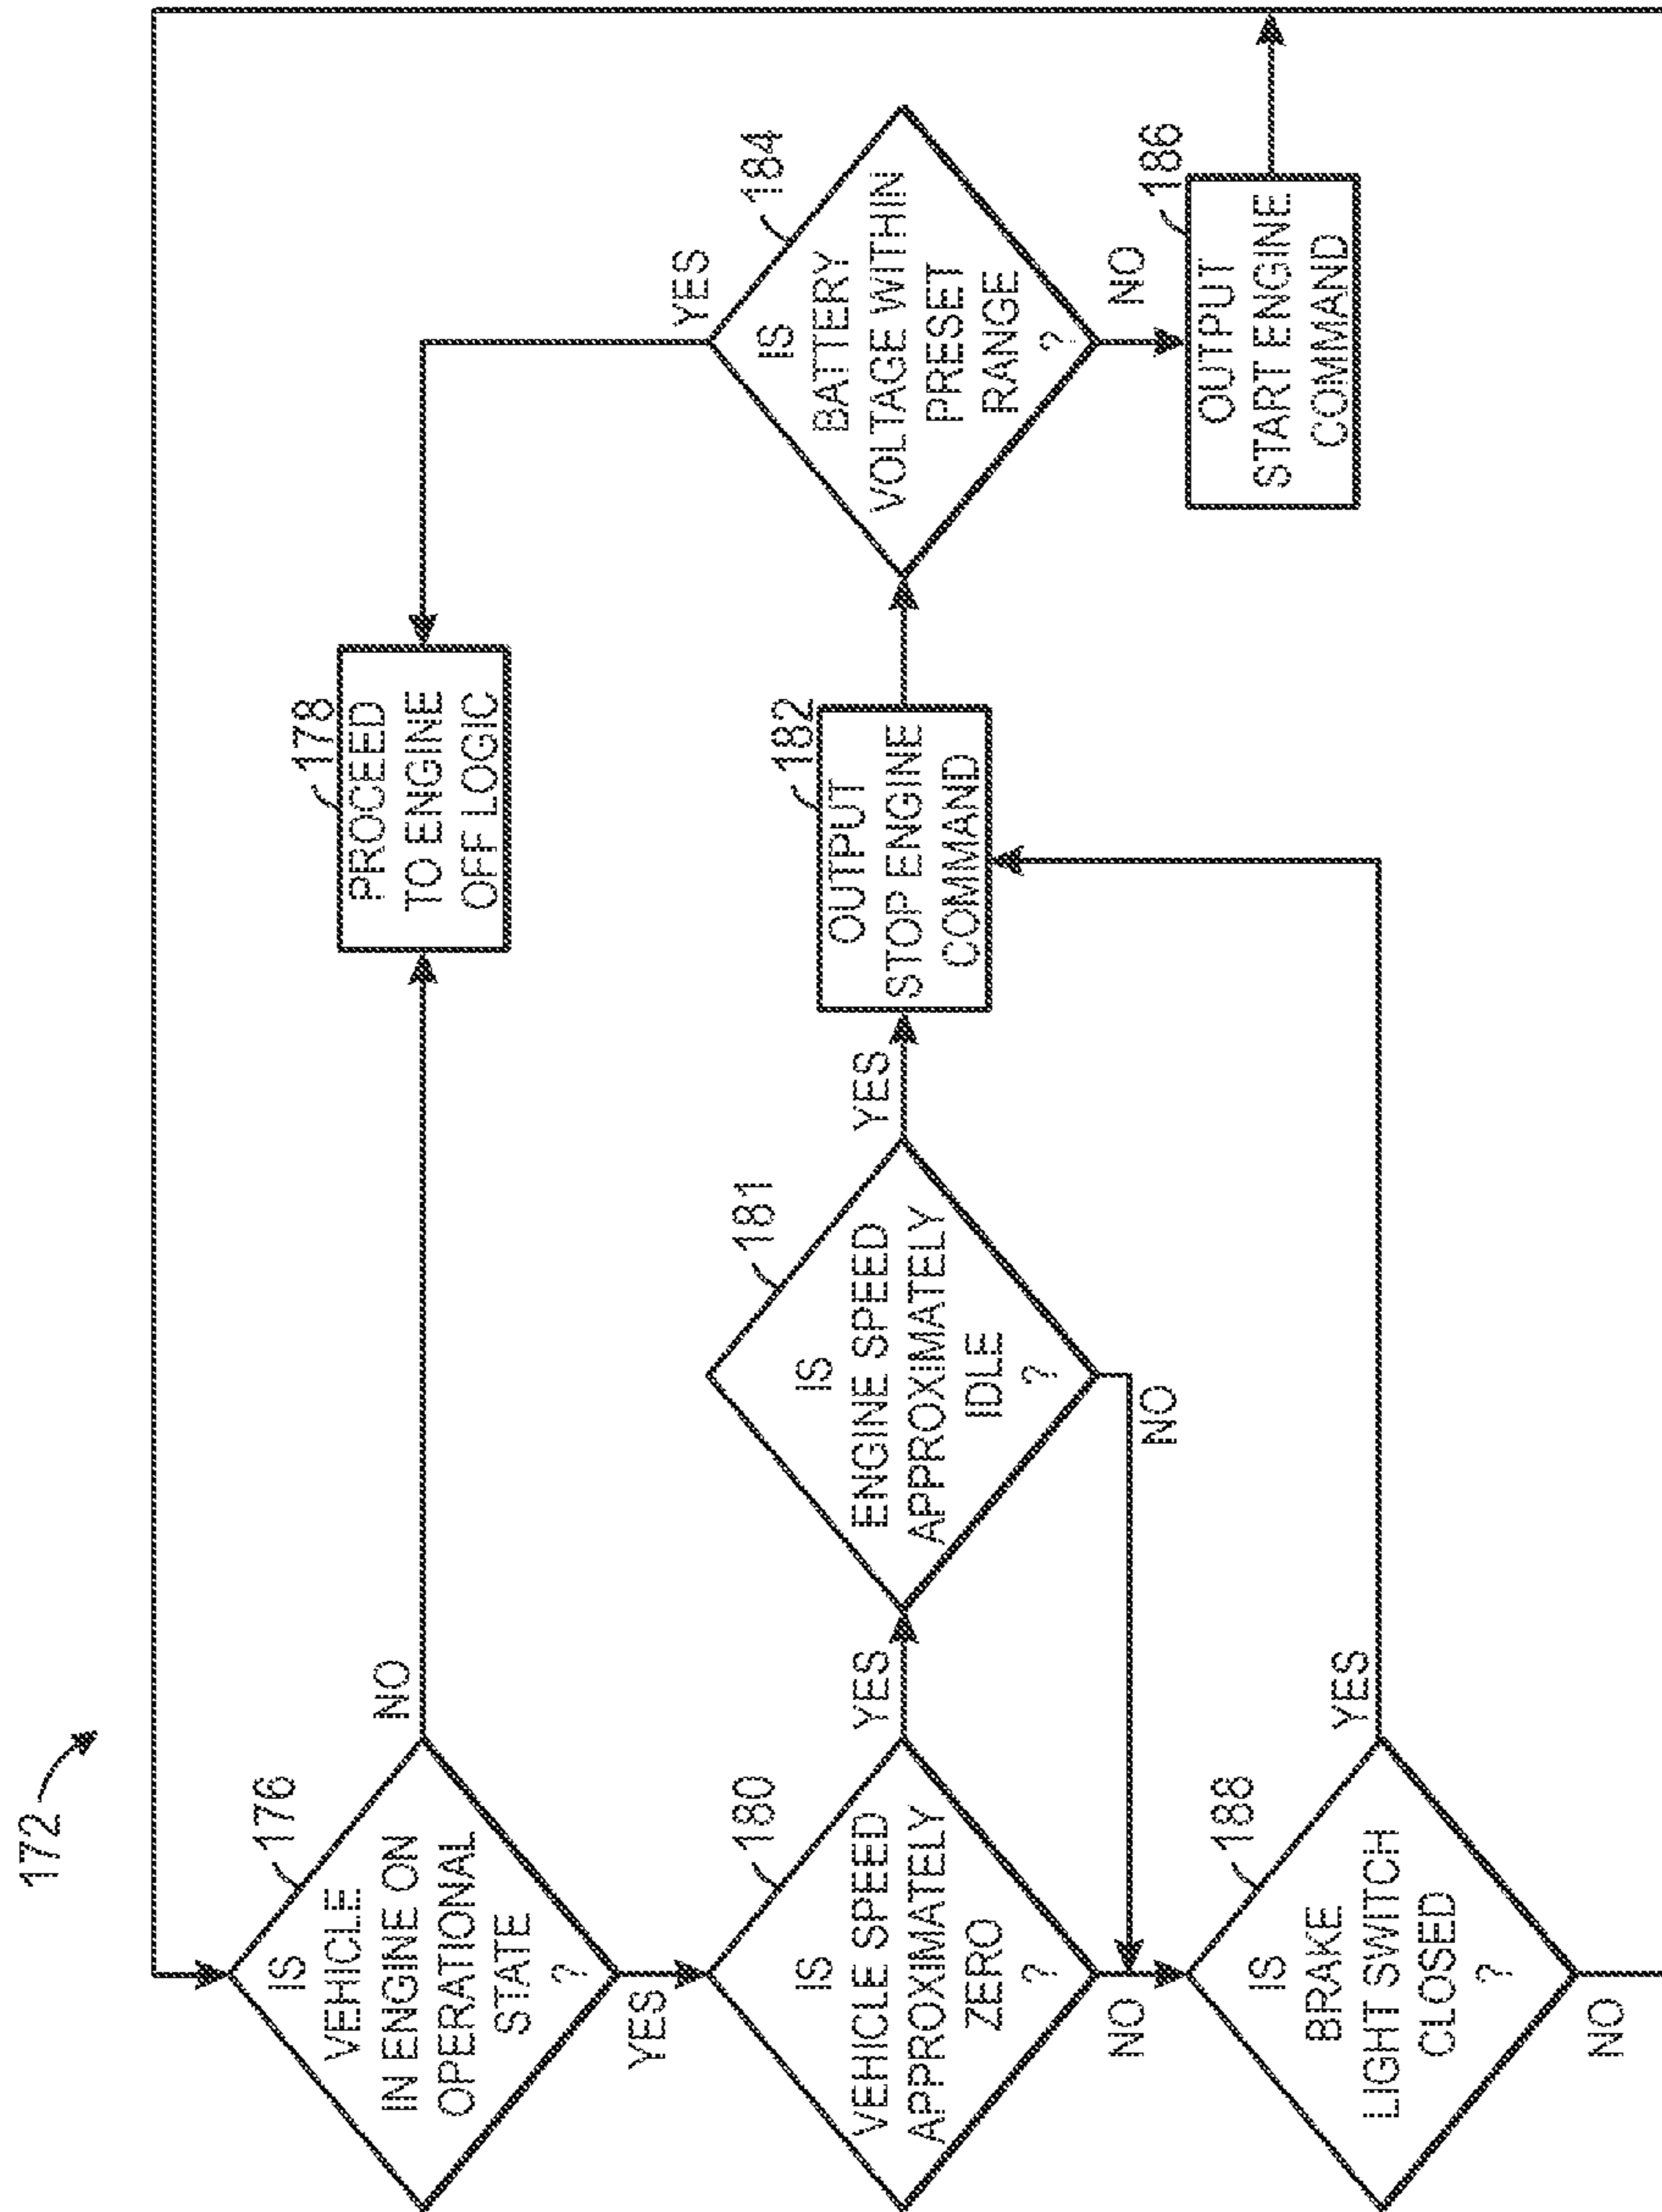 172
176
IS
VEHICLE
IN ENGINE ON
OPERATIONAL
STATE
?
NO
YES
178
PROCEED
TO ENGINE
OFF LOGIC
180
IS
VEHICLE SPEED
APPROXIMATELY
ZERO
?
YES
NO
181
IS
ENGINE SPEED
APPROXIMATELY
IDLE
?
YES
NO
182
OUTPUT
STOP ENGINE
COMMAND
184
IS
BATTERY
VOLTAGE WITHIN
PRESET
RANGE
?
YES
NO
186
OUTPUT
START ENGINE
COMMAND
188
IS
BRAKE
LIGHT SWITCH
CLOSED
?
YES
NO